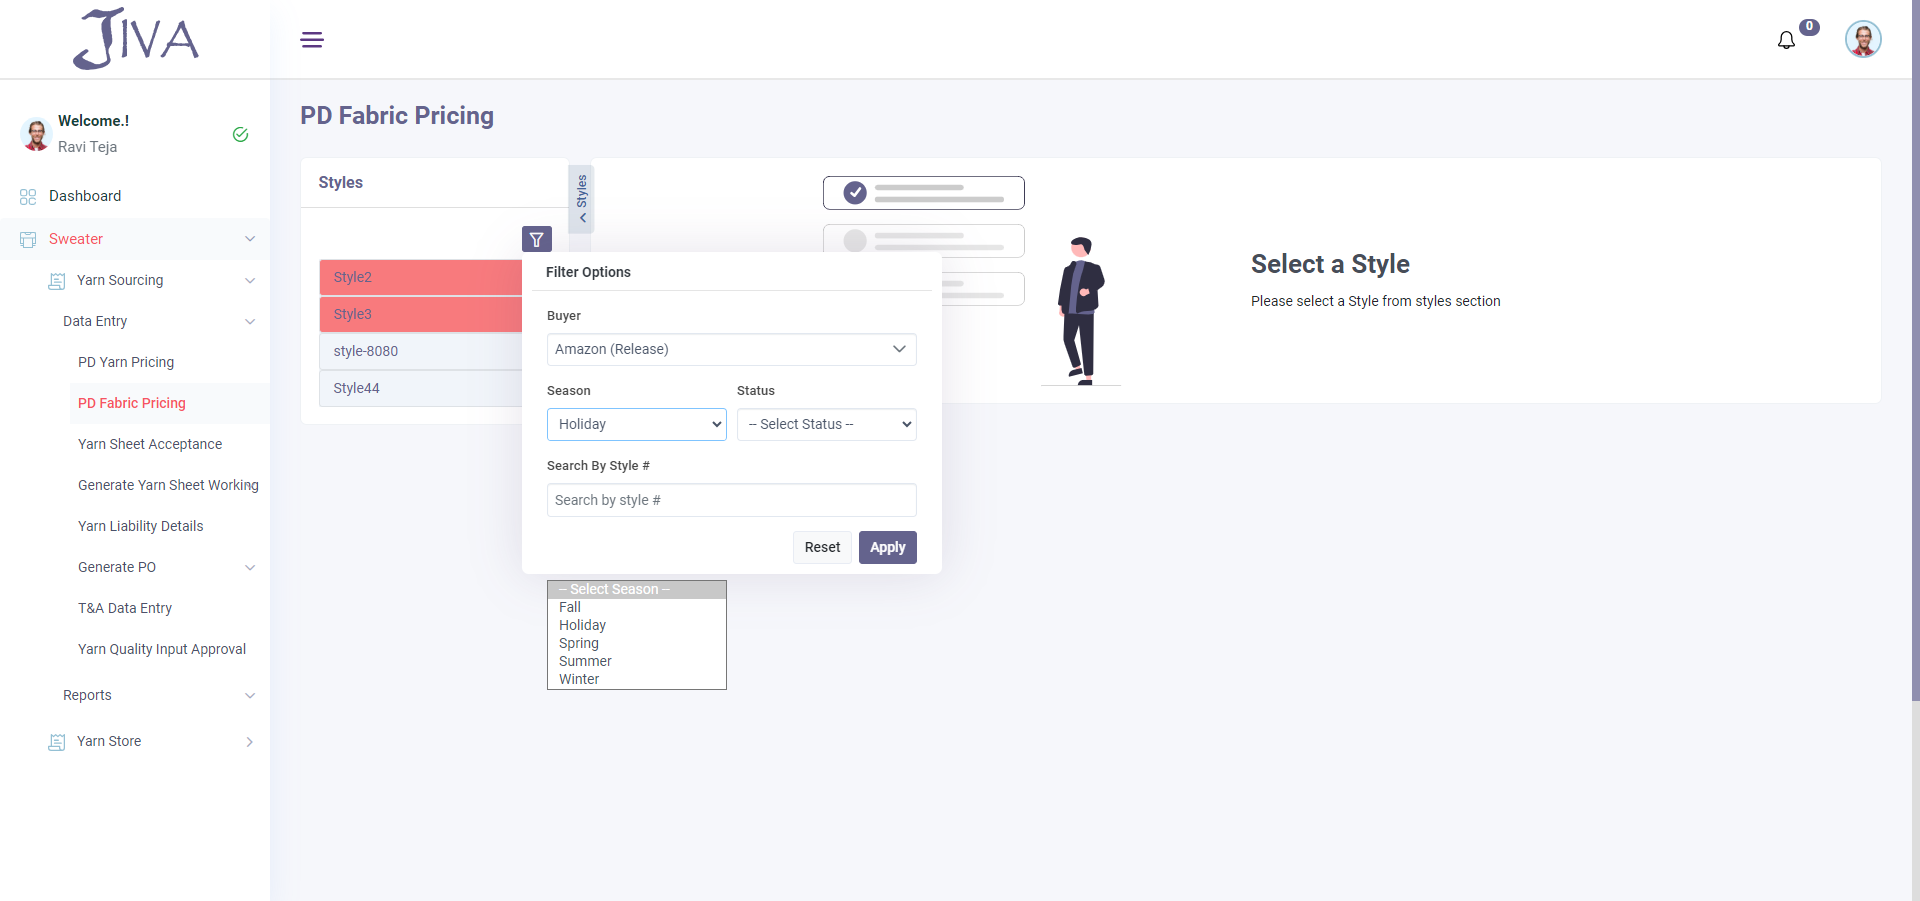 JIVA
0
Welcome.!
Ravi Teja
Dashboard
Sweater
Yarn Sourcing
Data Entry
PD Yarn Pricing
PD Fabric Pricing
Yarn Sheet Acceptance
Generate Yarn Sheet Working
Yarn Liability Details
Generate PO
T&A Data Entry
Yarn Quality Input Approval
Reports
Yarn Store
PD Fabric Pricing
Styles
Styles
Style2
Style3
style-8080
Style44
Filter Options
Buyer
Amazon (Release)
Season
Status
Holiday
-- Select Status --
Search By Style #
Search by style #
Reset
Apply
-- Select Season --
Fall
Holiday
Spring
Summer
Winter
Select a Style
Please select a Style from styles section